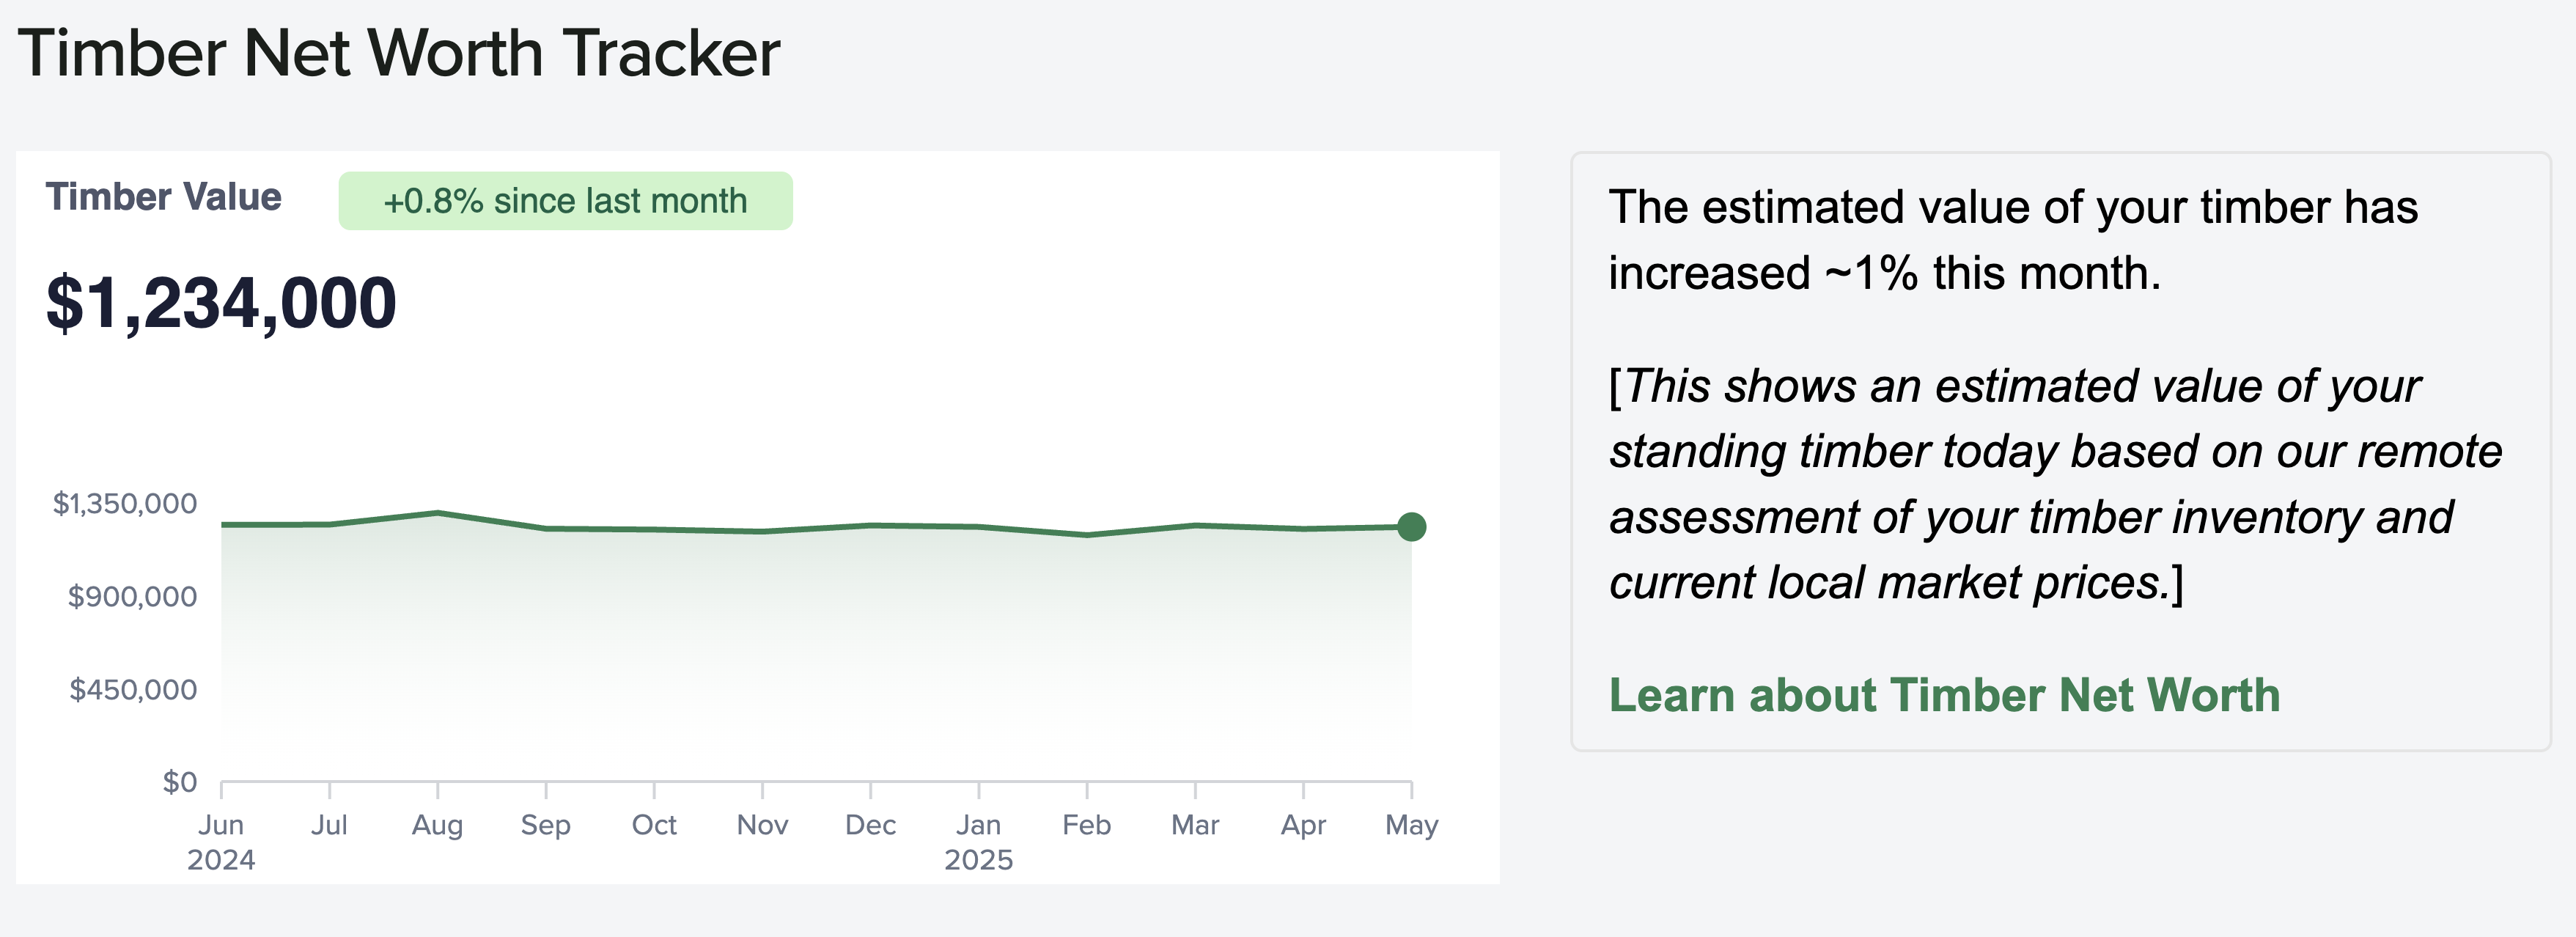 Timber Net Worth Tracker
Timber Value
+0.8% since last month
$1,234,000
$1,350,000
$900,000
$450,000
$0
Jun Jul Aug Sep Oct Nov Dec Jan Feb Mar Apr May
2024 2025
The estimated value of your timber has
increased ~1% this month.
[This shows an estimated value of your
standing timber today based on our remote
assessment of your timber inventory and
current local market prices.]
Learn about Timber Net Worth